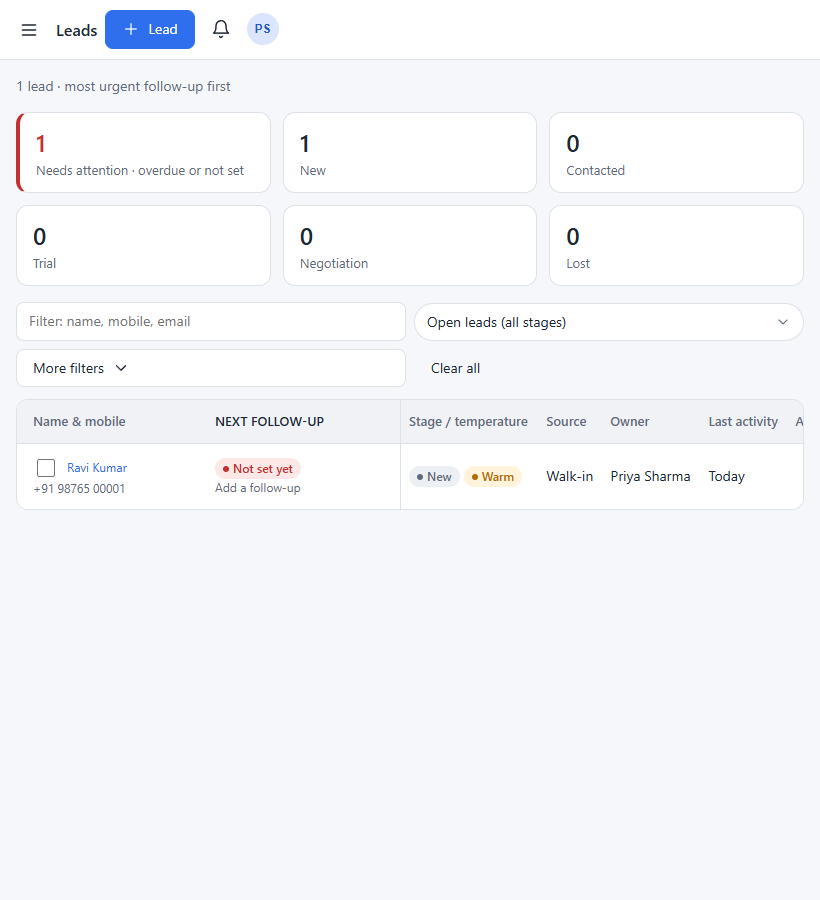 Leads
+ Lead
PS
1 lead · most urgent follow-up first
1
Needs attention · overdue or not set
1
New
0
Contacted
0
Trial
0
Negotiation
0
Lost
Filter: name, mobile, email
Open leads (all stages)
More filters
Clear all
Name & mobile NEXT FOLLOW-UP Stage / temperature Source Owner Last activity A
Ravi Kumar Not set yet New Warm Walk-in Priya Sharma Today
+91 98765 00001 Add a follow-up